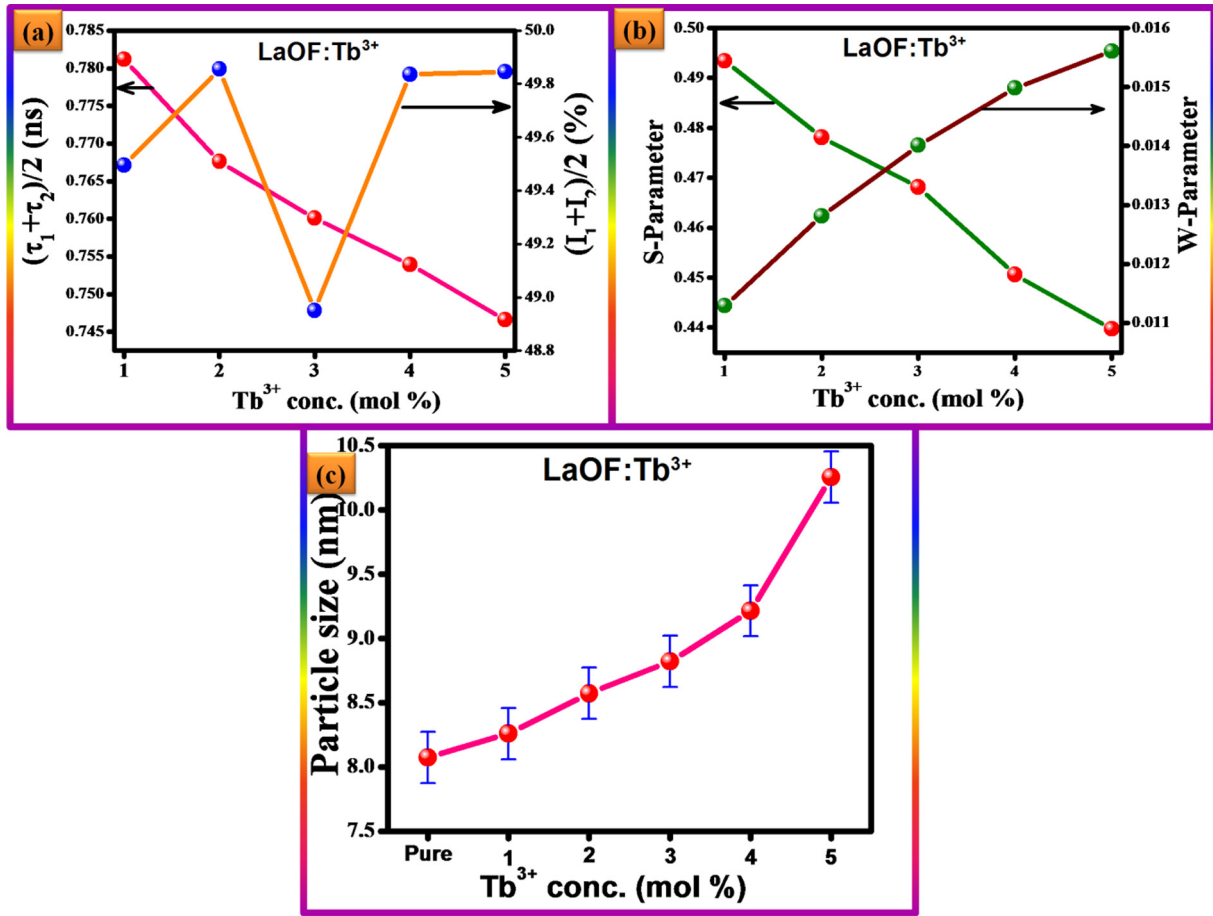 (a)
LaOF:Tb³⁺
(τ₁+τ₂)/2 (ns)
0.785
0.780
0.775
0.770
0.765
0.760
0.755
0.750
0.745
50.0
49.8
49.6
49.4
49.2
49.0
48.8
(I₁+I₂)/2 (%)
1 2 3 4 5
Tb³⁺ conc. (mol %)
(b)
LaOF:Tb³⁺
S-Parameter
0.50
0.49
0.48
0.47
0.46
0.45
0.44
0.016
0.015
0.014
0.013
0.012
0.011
W-Parameter
1 2 3 4 5
Tb³⁺ conc. (mol %)
(c)
LaOF:Tb³⁺
Particle size (nm)
10.5
10.0
9.5
9.0
8.5
8.0
7.5
Pure 1 2 3 4 5
Tb³⁺ conc. (mol %)